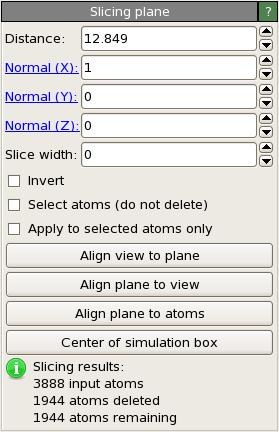 Slicing plane ?
Distance: 12.849
Normal (X): 1
Normal (Y): 0
Normal (Z): 0
Slice width: 0
Invert
Select atoms (do not delete)
Apply to selected atoms only
Align view to plane
Align plane to view
Align plane to atoms
Center of simulation box
Slicing results:
3888 input atoms
1944 atoms deleted
1944 atoms remaining